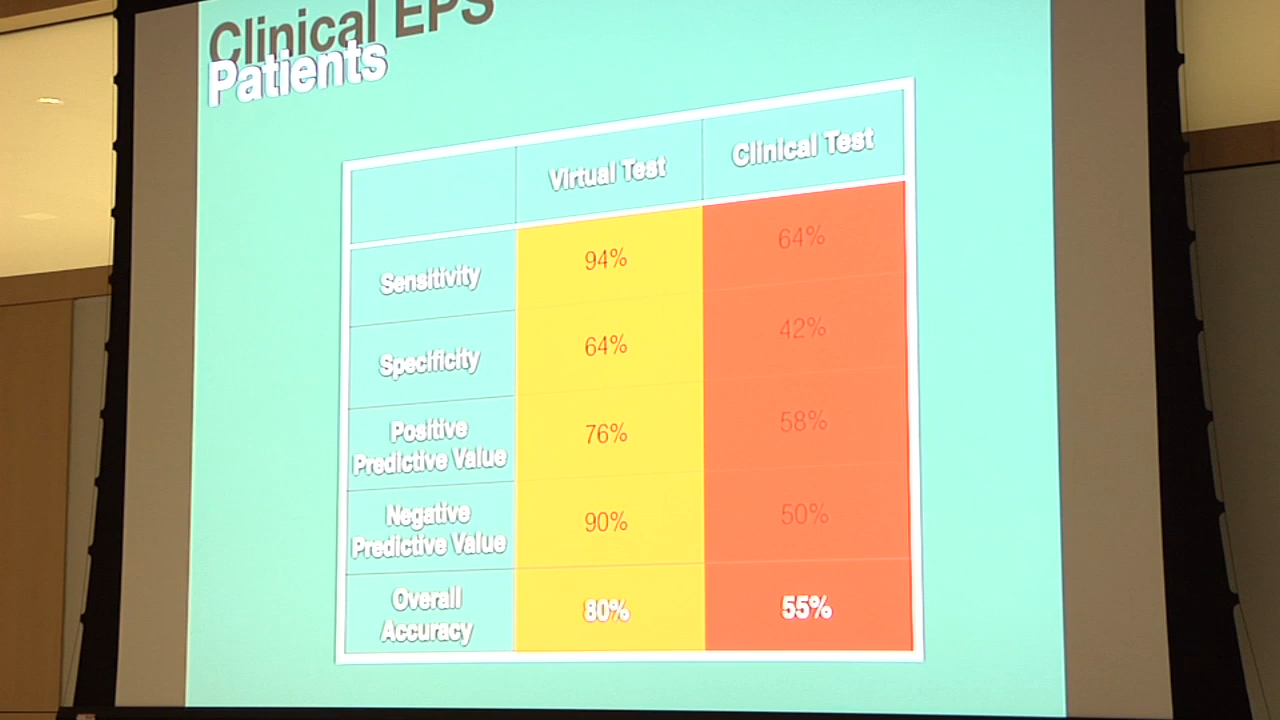 Clinical EPS
Patients
Virtual Test Clinical Test
Sensitivity 94% 64%
Specificity 64% 42%
Positive
Predictive Value 76% 58%
Negative
Predictive Value 90% 50%
Overall
Accuracy 80% 55%